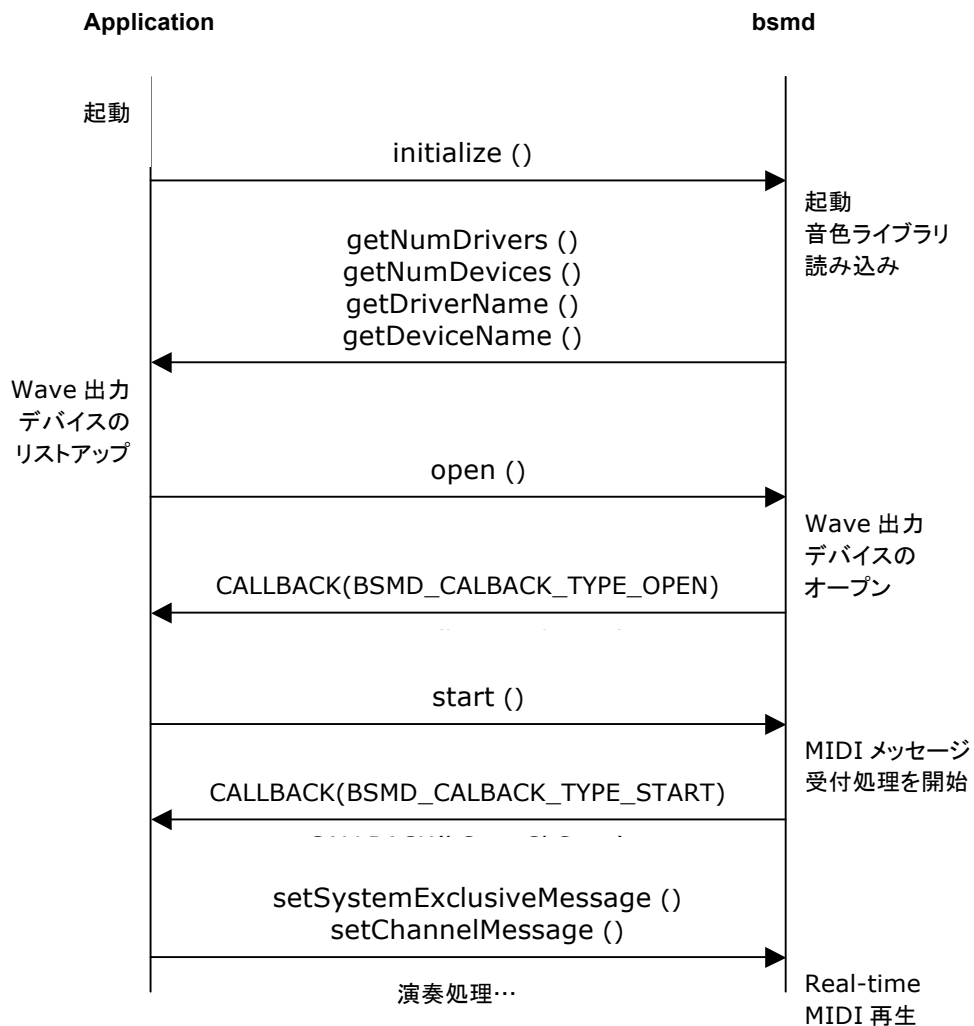 Application
bsmd
起動
initialize ()
起動
音色ライブラリ
読み込み
getNumDrivers ()
getNumDevices ()
getDriverName ()
getDeviceName ()
Wave 出力
デバイスの
リストアップ
open ()
Wave 出力
デバイスの
オープン
CALLBACK(BSMD_CALBACK_TYPE_OPEN)
start ()
MIDI メッセージ
受付処理を開始
CALLBACK(BSMD_CALBACK_TYPE_START)
setSystemExclusiveMessage ()
setChannelMessage ()
演奏処理…
Real-time
MIDI 再生